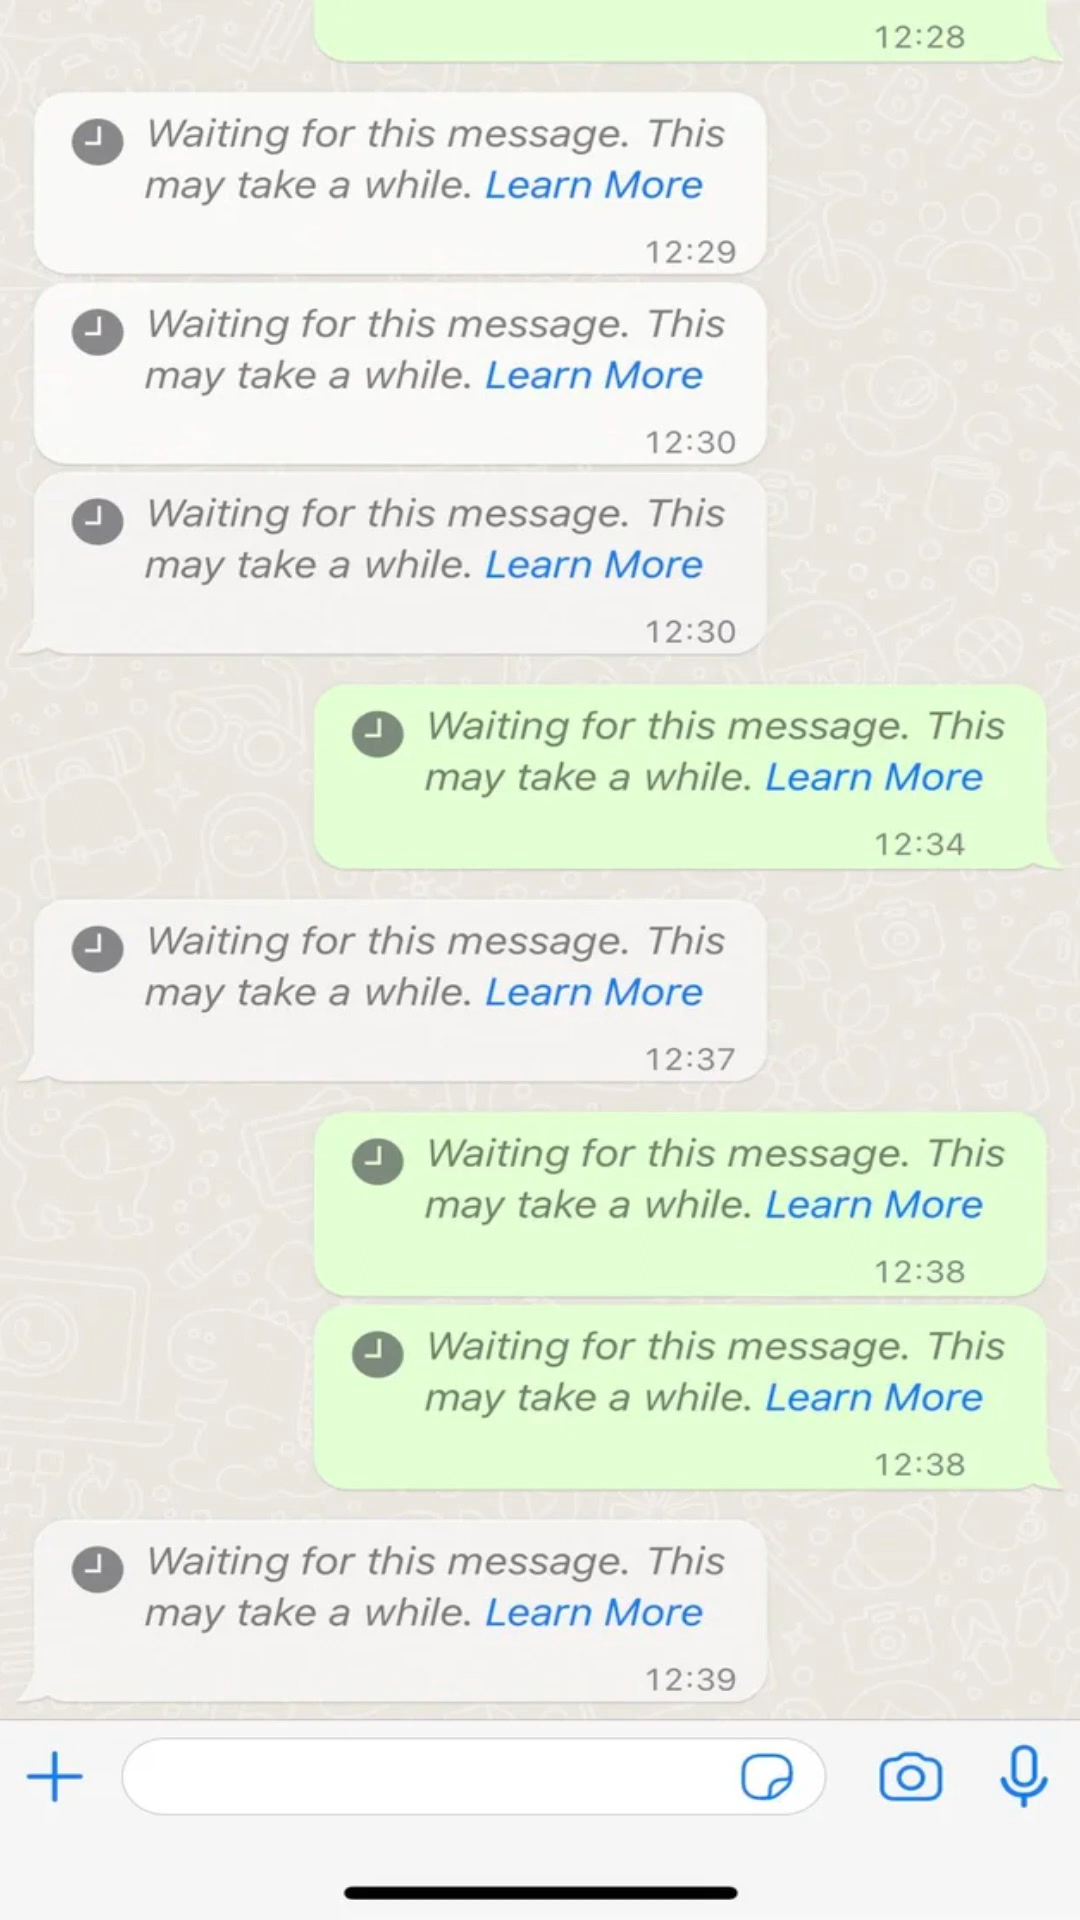 12:28
Waiting for this message. This
may take a while. Learn More
12:29
Waiting for this message. This
may take a while. Learn More
12:30
Waiting for this message. This
may take a while. Learn More
12:30
Waiting for this message. This
may take a while. Learn More
12:34
Waiting for this message. This
may take a while. Learn More
12:37
Waiting for this message. This
may take a while. Learn More
12:38
Waiting for this message. This
may take a while. Learn More
12:38
Waiting for this message. This
may take a while. Learn More
12:39